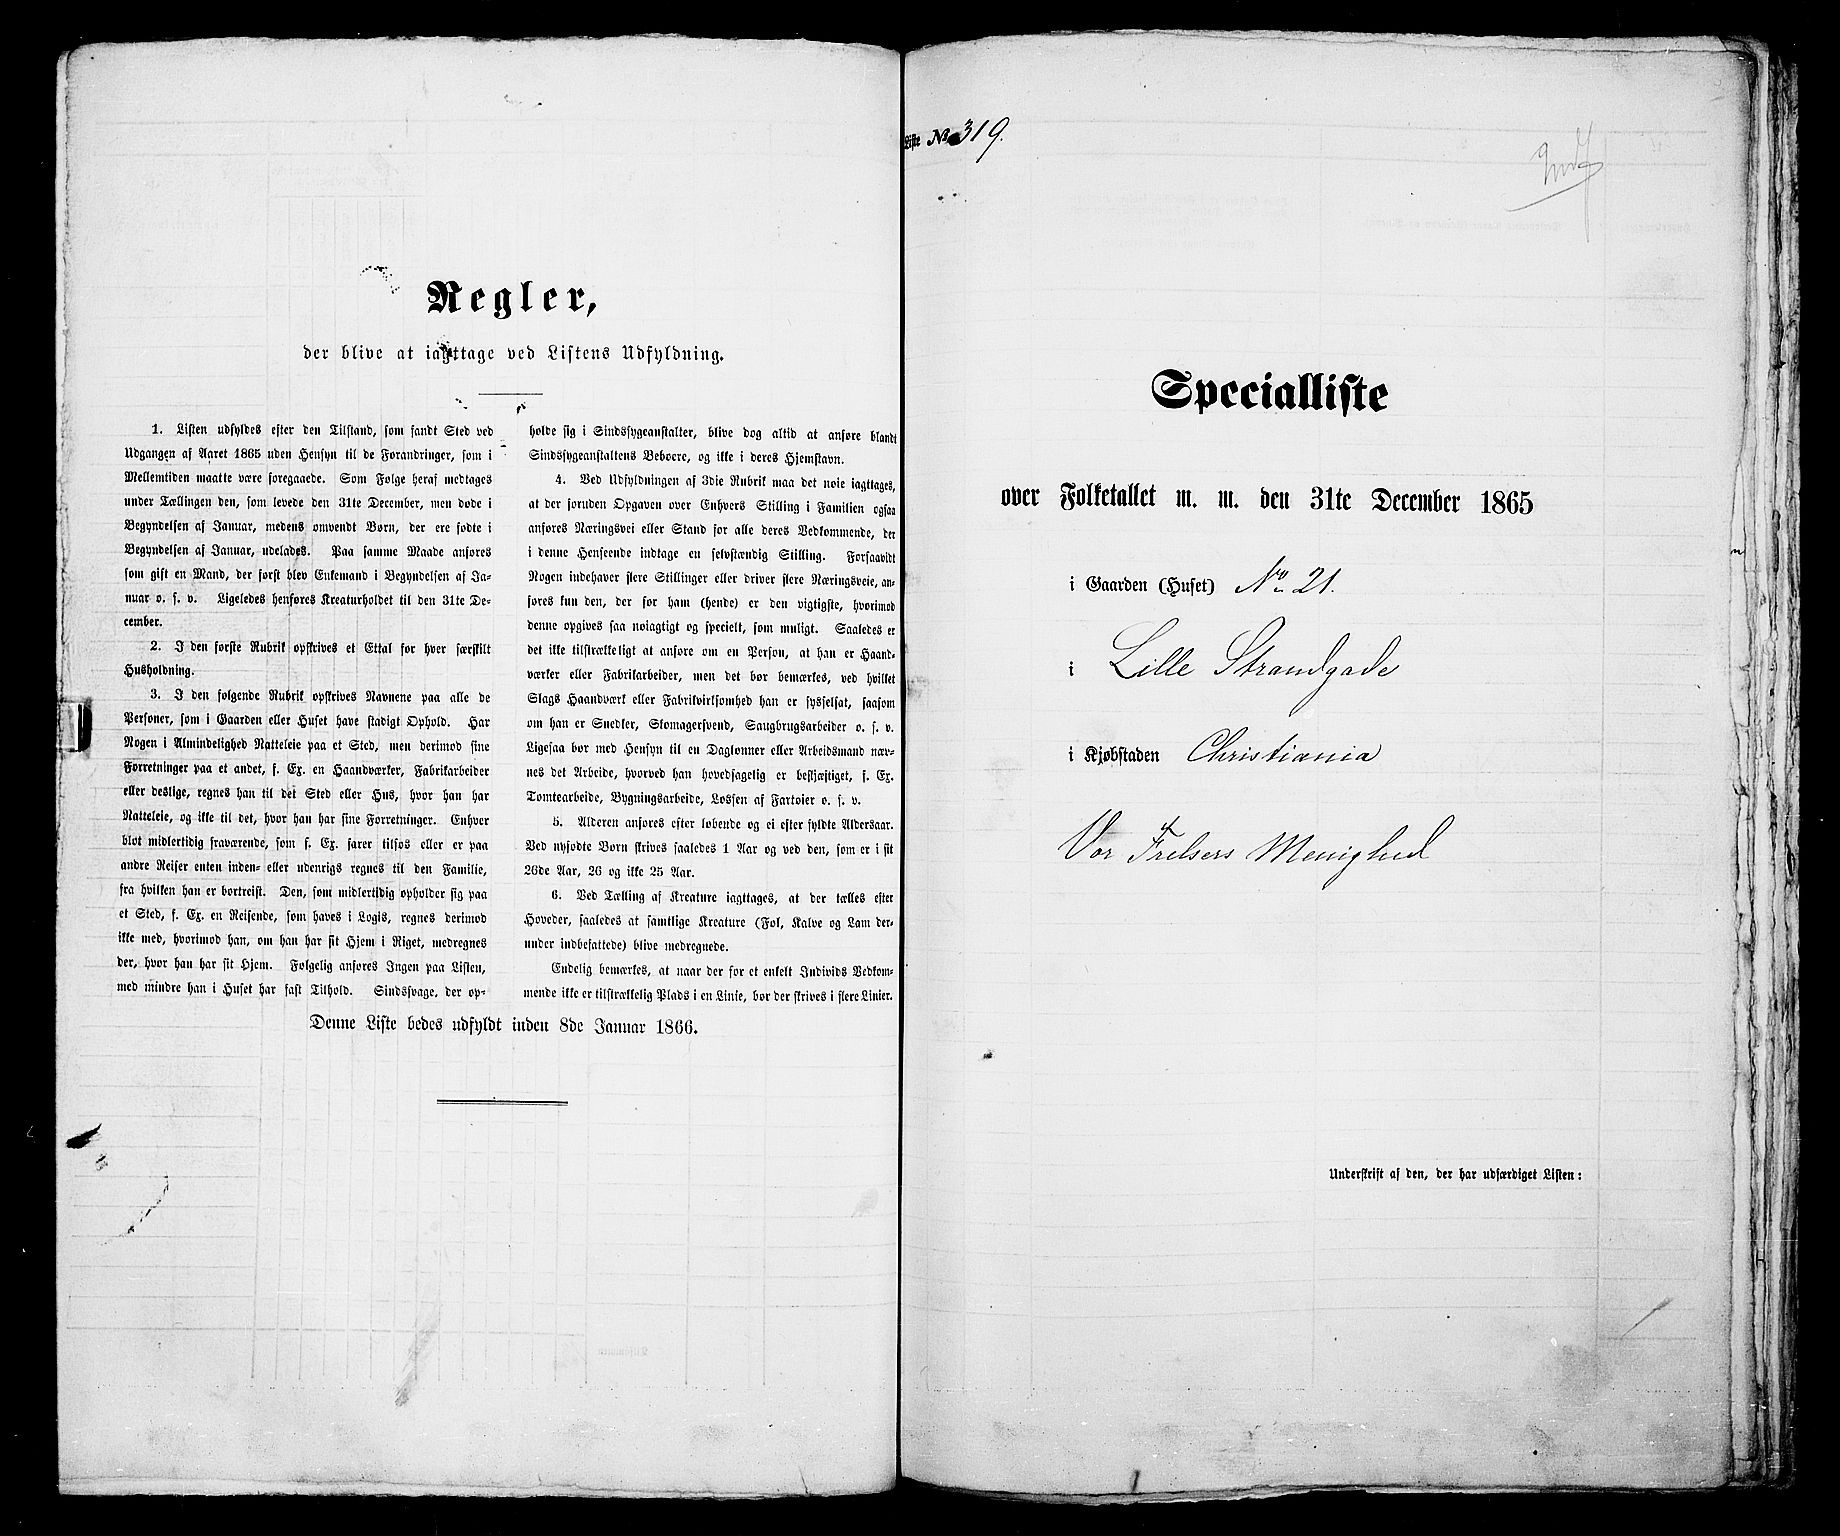 Regler,
der blive at iagttage ved Listens Udfyldning.
1. Listen udfyldes efter den Tilstand, som fandt Sted ved
Udgangen af Aaret 1865 uden Hensyn til de Forandringer, som i
Mellemtiden maatte være foregaaede. Som Følge heraf medtages
under Tællingen den, som levede den 31te December, men døde i
Begyndelsen af Januar, medens omvendt Børn, der ere fødte i
Begyndelsen af Januar, udelades. Paa samme Maade anføres
som gift en Mand, der først blev Enkemand i Begyndelsen af Ja-
nuar o. s. v. Ligeledes henføres Kreaturholdet til den 31te De-
cember.
2. I den første Rubrik opskrives et Ettal for hver særskilt
Husholdning.
3. I den følgende Rubrik opskrives Navnene paa alle de
Personer, som i Gaarden eller Huset have stadigt Ophold. Har
Nogen i Almindelighed Natteleie paa et Sted, men derimod sine
Forretninger paa et andet, f. Ex. en Haandværker, Fabrikarbeider
eller deslige, regnes han til det Sted eller Hus, hvor han har
Natteleie, og ikke til det, hvor han har sine Forretninger. Enhver
blot midlertidig fraværende, som f. Ex. farer tilsøs eller er paa
andre Reiser enten inden- eller udenrigs regnes til den Familie,
fra hvilken han er bortreist. Den, som midlertidig opholder sig paa
et Sted, f. Ex. en Reisende, som haves i Logis, regnes derimod
ikke med, hvorimod han, om han har sit Hjem i Riget, medregnes
der, hvor han har sit Hjem. Følgelig anføres Ingen paa Listen,
med mindre han i Huset har fast Tilhold. Sindssvage, der op-
holde sig i Sindssygeanstalter, blive dog altid at anføre blandt
Sindssygeanstaltens Beboere, og ikke i deres Hjemstavn.
4. Ved Udfyldningen af 3die Rubrik maa det nøie iagttages,
at der foruden Opgaven over Enhvers Stilling i Familien ogsaa
anføres Næringsvei eller Stand for alle deres Vedkommende, der
i denne Henseende indtage en selvstændig Stilling. Forsaavidt
Nogen indehaver flere Stillinger eller driver flere Næringsveie, an-
føres kun den, der for ham (hende) er den vigtigste, hvorimod
denne opgives saa nøiagtigt og specielt, som muligt. Saaledes er
det ikke tilstrækkeligt at anføre om en Person, at han er Haand-
værker eller Fabrikarbeider, men det bør bemærkes, ved hvilket
Slags Haandværk eller Fabrikvirksomhed han er sysselsat, saasom
om han er Snedker, Skomagersvend, Saugbrugsarbeider o. s. v.
Ligesaa bør med Hensyn til en Daglønner eller Arbeidsmand næv-
nes det Arbeide, hvorved han hovedsagelig er beskjæftiget, f. Ex.
Tomtearbeide, Bygningsarbeide, Lossen af Fartøier o. s. v.
5. Alderen anføres efter løbende og ei efter fyldte Aldersaar.
Ved nyfødte Børn skrives saaledes 1 Aar og ved den, som er i sit
26de Aar, 26 og ikke 25 Aar.
6. Ved Tælling af Kreature iagttages, at der tælles efter
Hoveder, saaledes at samtlige Kreature (Føl, Kalve og Lam der-
under indbefattede) blive medregnede.
Endelig bemærkes, at naar der for et enkelt Individs Vedkom-
mende ikke er tilstrækkelig Plads i en Linie, bør der skrives i flere Linier.
Denne Liste bedes udfyldt inden 8de Januar 1866.
Liste No 319.
Specialliste
over Folketallet m. m. den 31te December 1865
i Gaarden (Huset) No 21.
i Lille Strandgade
i Kjøbstaden Christiania
Vor Frelsers Menighed
Underskrift af den, der har udfærdiget Listen: